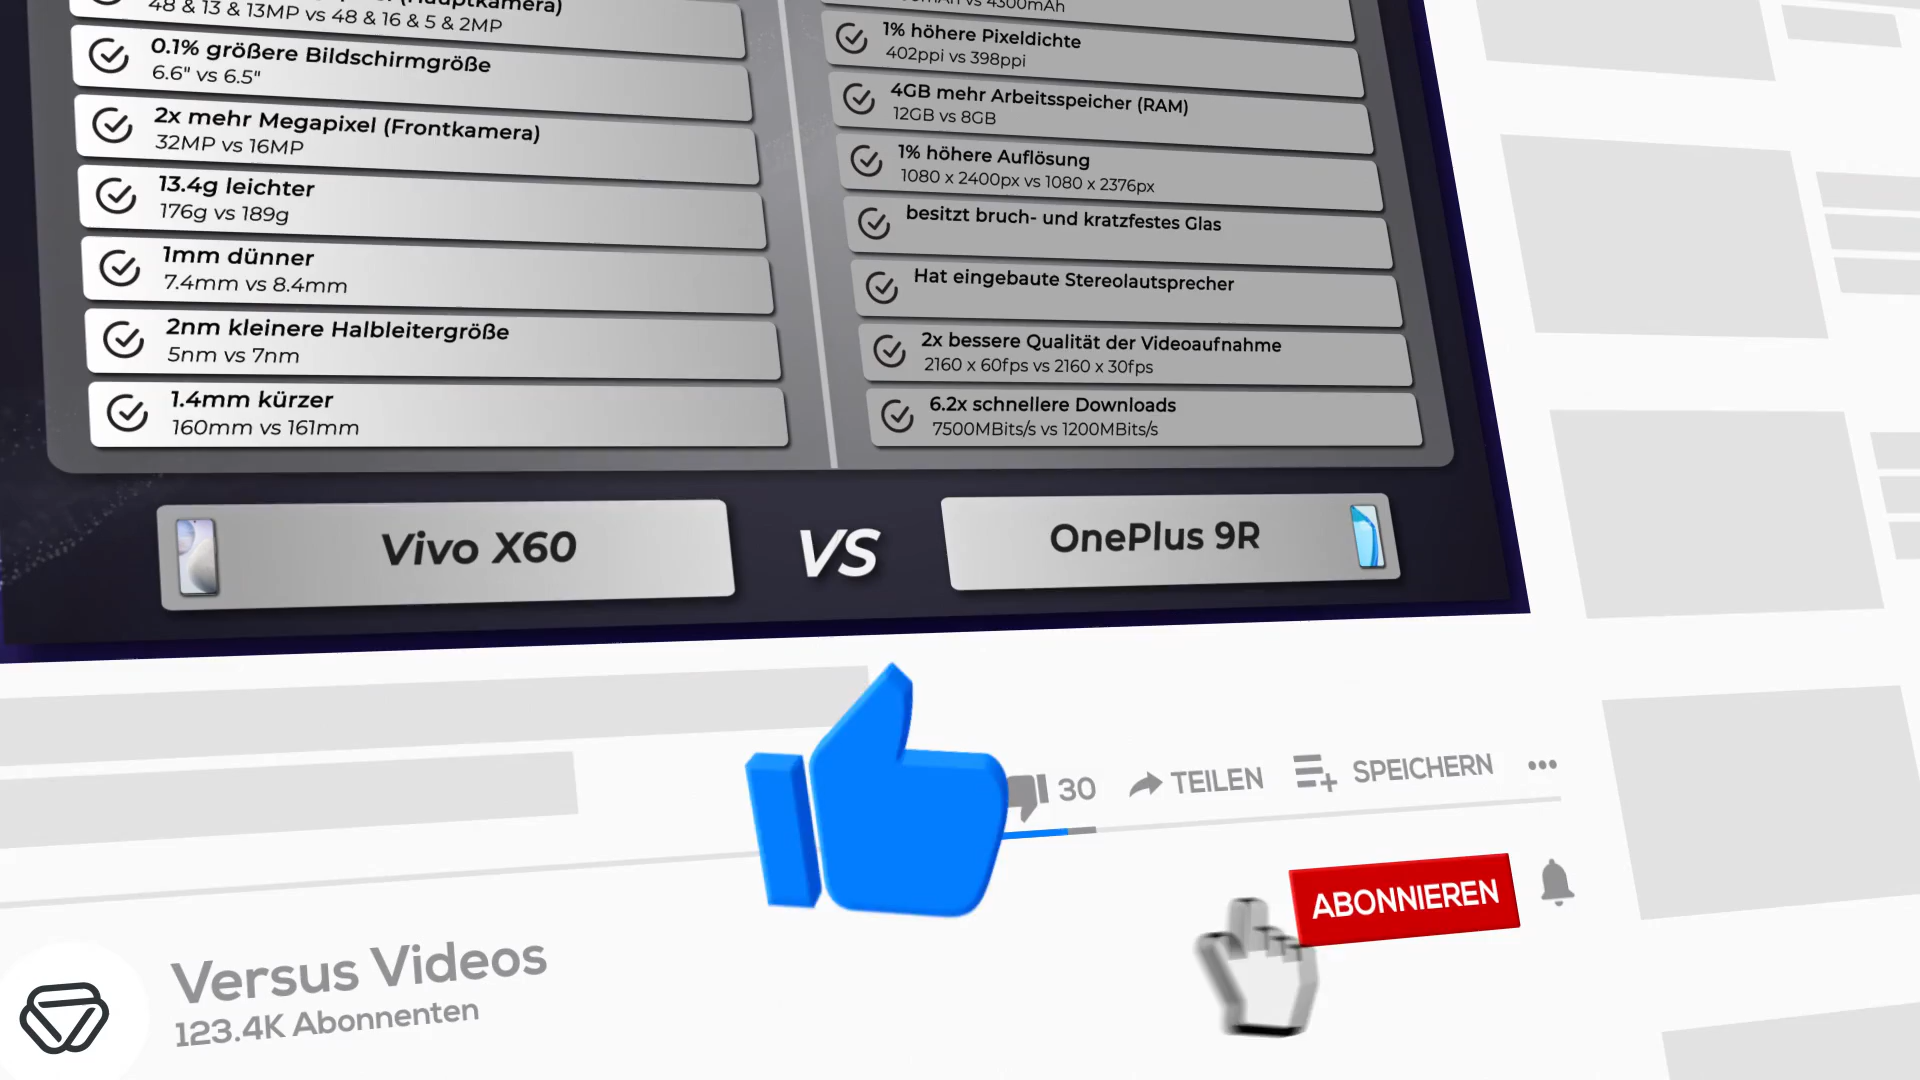 48 & 13 & 13MP vs 48 & 16 & 5 & 2MP
0.1% größere Bildschirmgröße
6.6" vs 6.5"
2x mehr Megapixel (Frontkamera)
32MP vs 16MP
13.4g leichter
176g vs 189g
1mm dünner
7.4mm vs 8.4mm
2nm kleinere Halbleitergröße
5nm vs 7nm
1.4mm kürzer
160mm vs 161mm
vs 4300mAh
1% höhere Pixeldichte
402ppi vs 398ppi
4GB mehr Arbeitsspeicher (RAM)
12GB vs 8GB
1% höhere Auflösung
1080 x 2400px vs 1080 x 2376px
besitzt bruch- und kratzfestes Glas
Hat eingebaute Stereolautsprecher
2x bessere Qualität der Videoaufnahme
2160 x 60fps vs 2160 x 30fps
6.2x schnellere Downloads
7500MBits/s vs 1200MBits/s
Vivo X60
VS
OnePlus 9R
30
TEILEN
SPEICHERN
ABONNIEREN
Versus Videos
123.4K Abonnenten